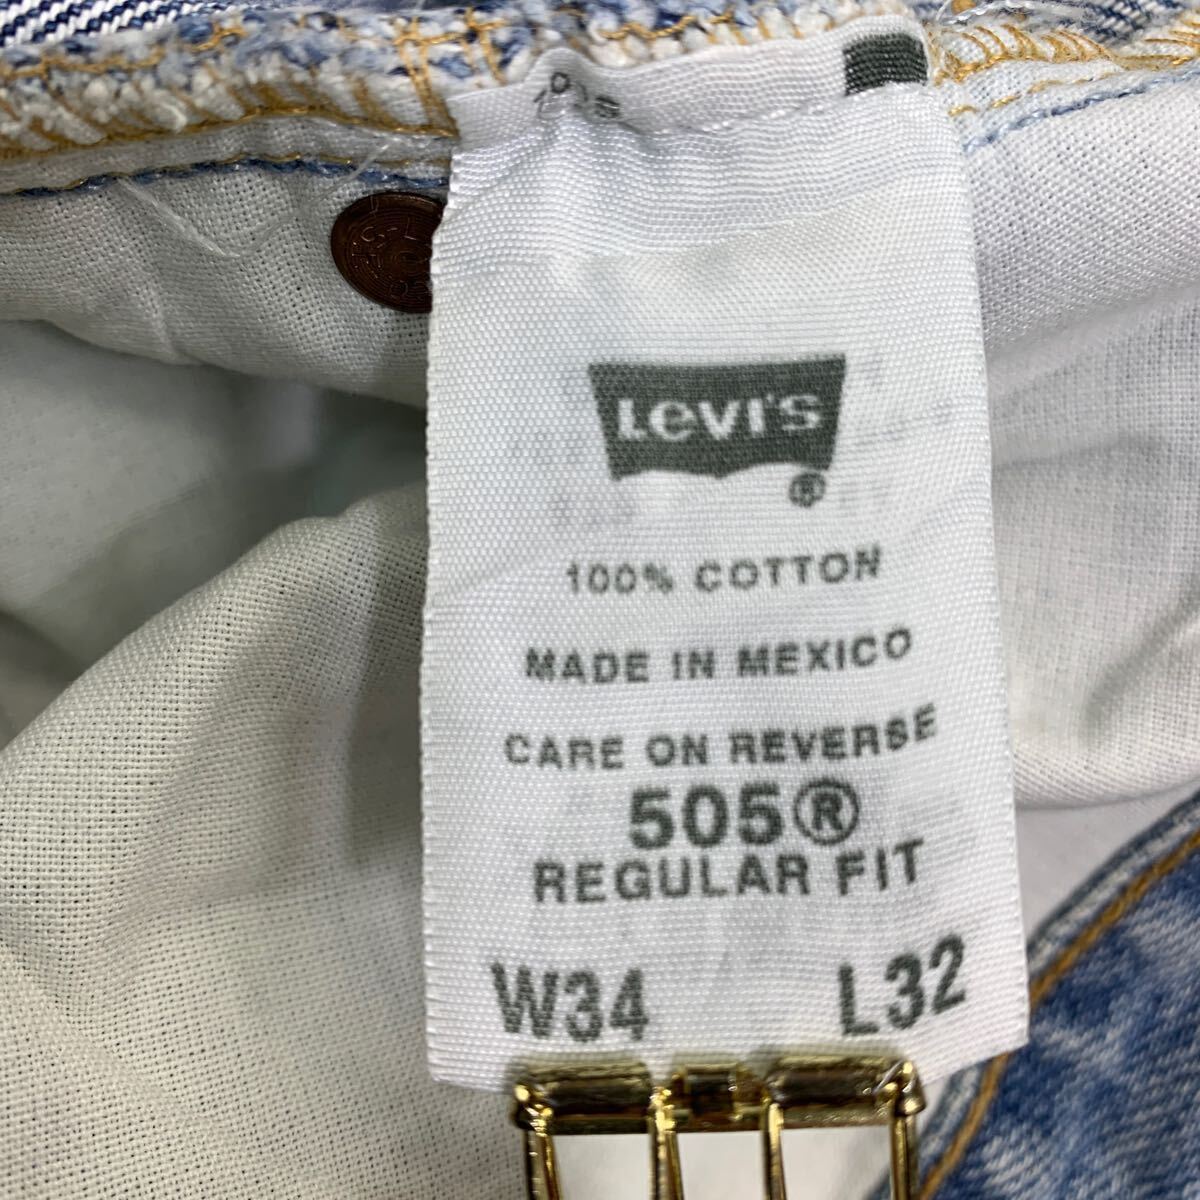 LEVI'S
®
100% COTTON
MADE IN MEXICO
CARE ON REVERSE
505®
REGULAR FIT
W34 L32